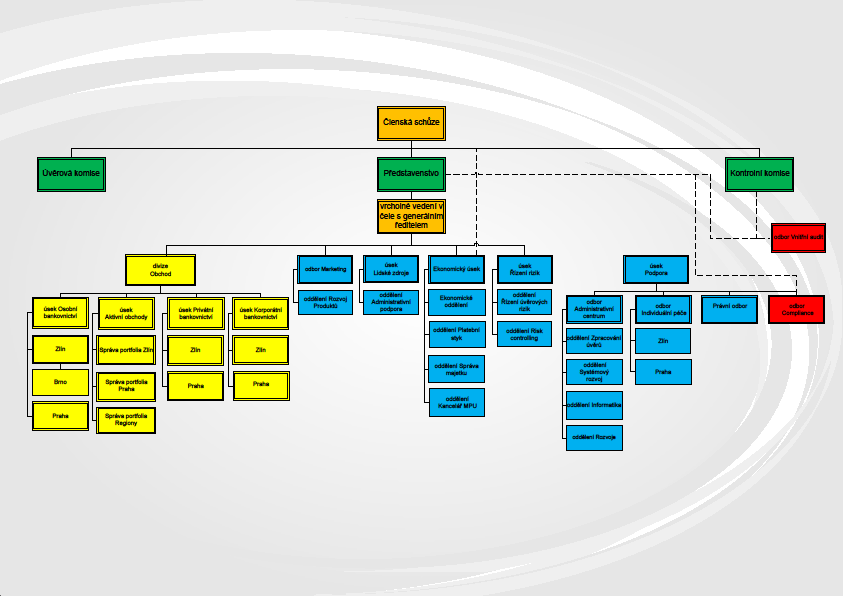 Členská schůze
Úvěrová komise
Představenstvo
Kontrolní komise
vrcholné vedení v
čele s generálním
ředitelem
odbor Vnitřní audit
divize
Obchod
odbor Marketing
úsek
Lidské zdroje
Ekonomický úsek
úsek
Řízení rizik
úsek
Podpora
oddělení Rozvoj
Produktů
oddělení
Administrativní
podpora
Ekonomické
oddělení
oddělení
Řízení úvěrových
rizik
odbor
Administrativní
centrum
odbor
Individuální péče
Právní odbor
odbor
Compliance
úsek Osobní
bankovnictví
úsek
Aktivní obchody
úsek Privátní
bankovnictví
úsek Korporátní
bankovnictví
oddělení Platební
styk
oddělení Risk
controlling
oddělení Zpracování
úvěrů
Zlín
Zlín
Správa portfolia Zlín
Zlín
Zlín
oddělení Správa
majetku
oddělení
Systémový
rozvoj
Praha
Brno
Správa portfolia
Praha
Praha
Praha
oddělení
Kancelář MPU
oddělení Informatika
Praha
Správa portfolia
Regiony
oddělení Rozvoje